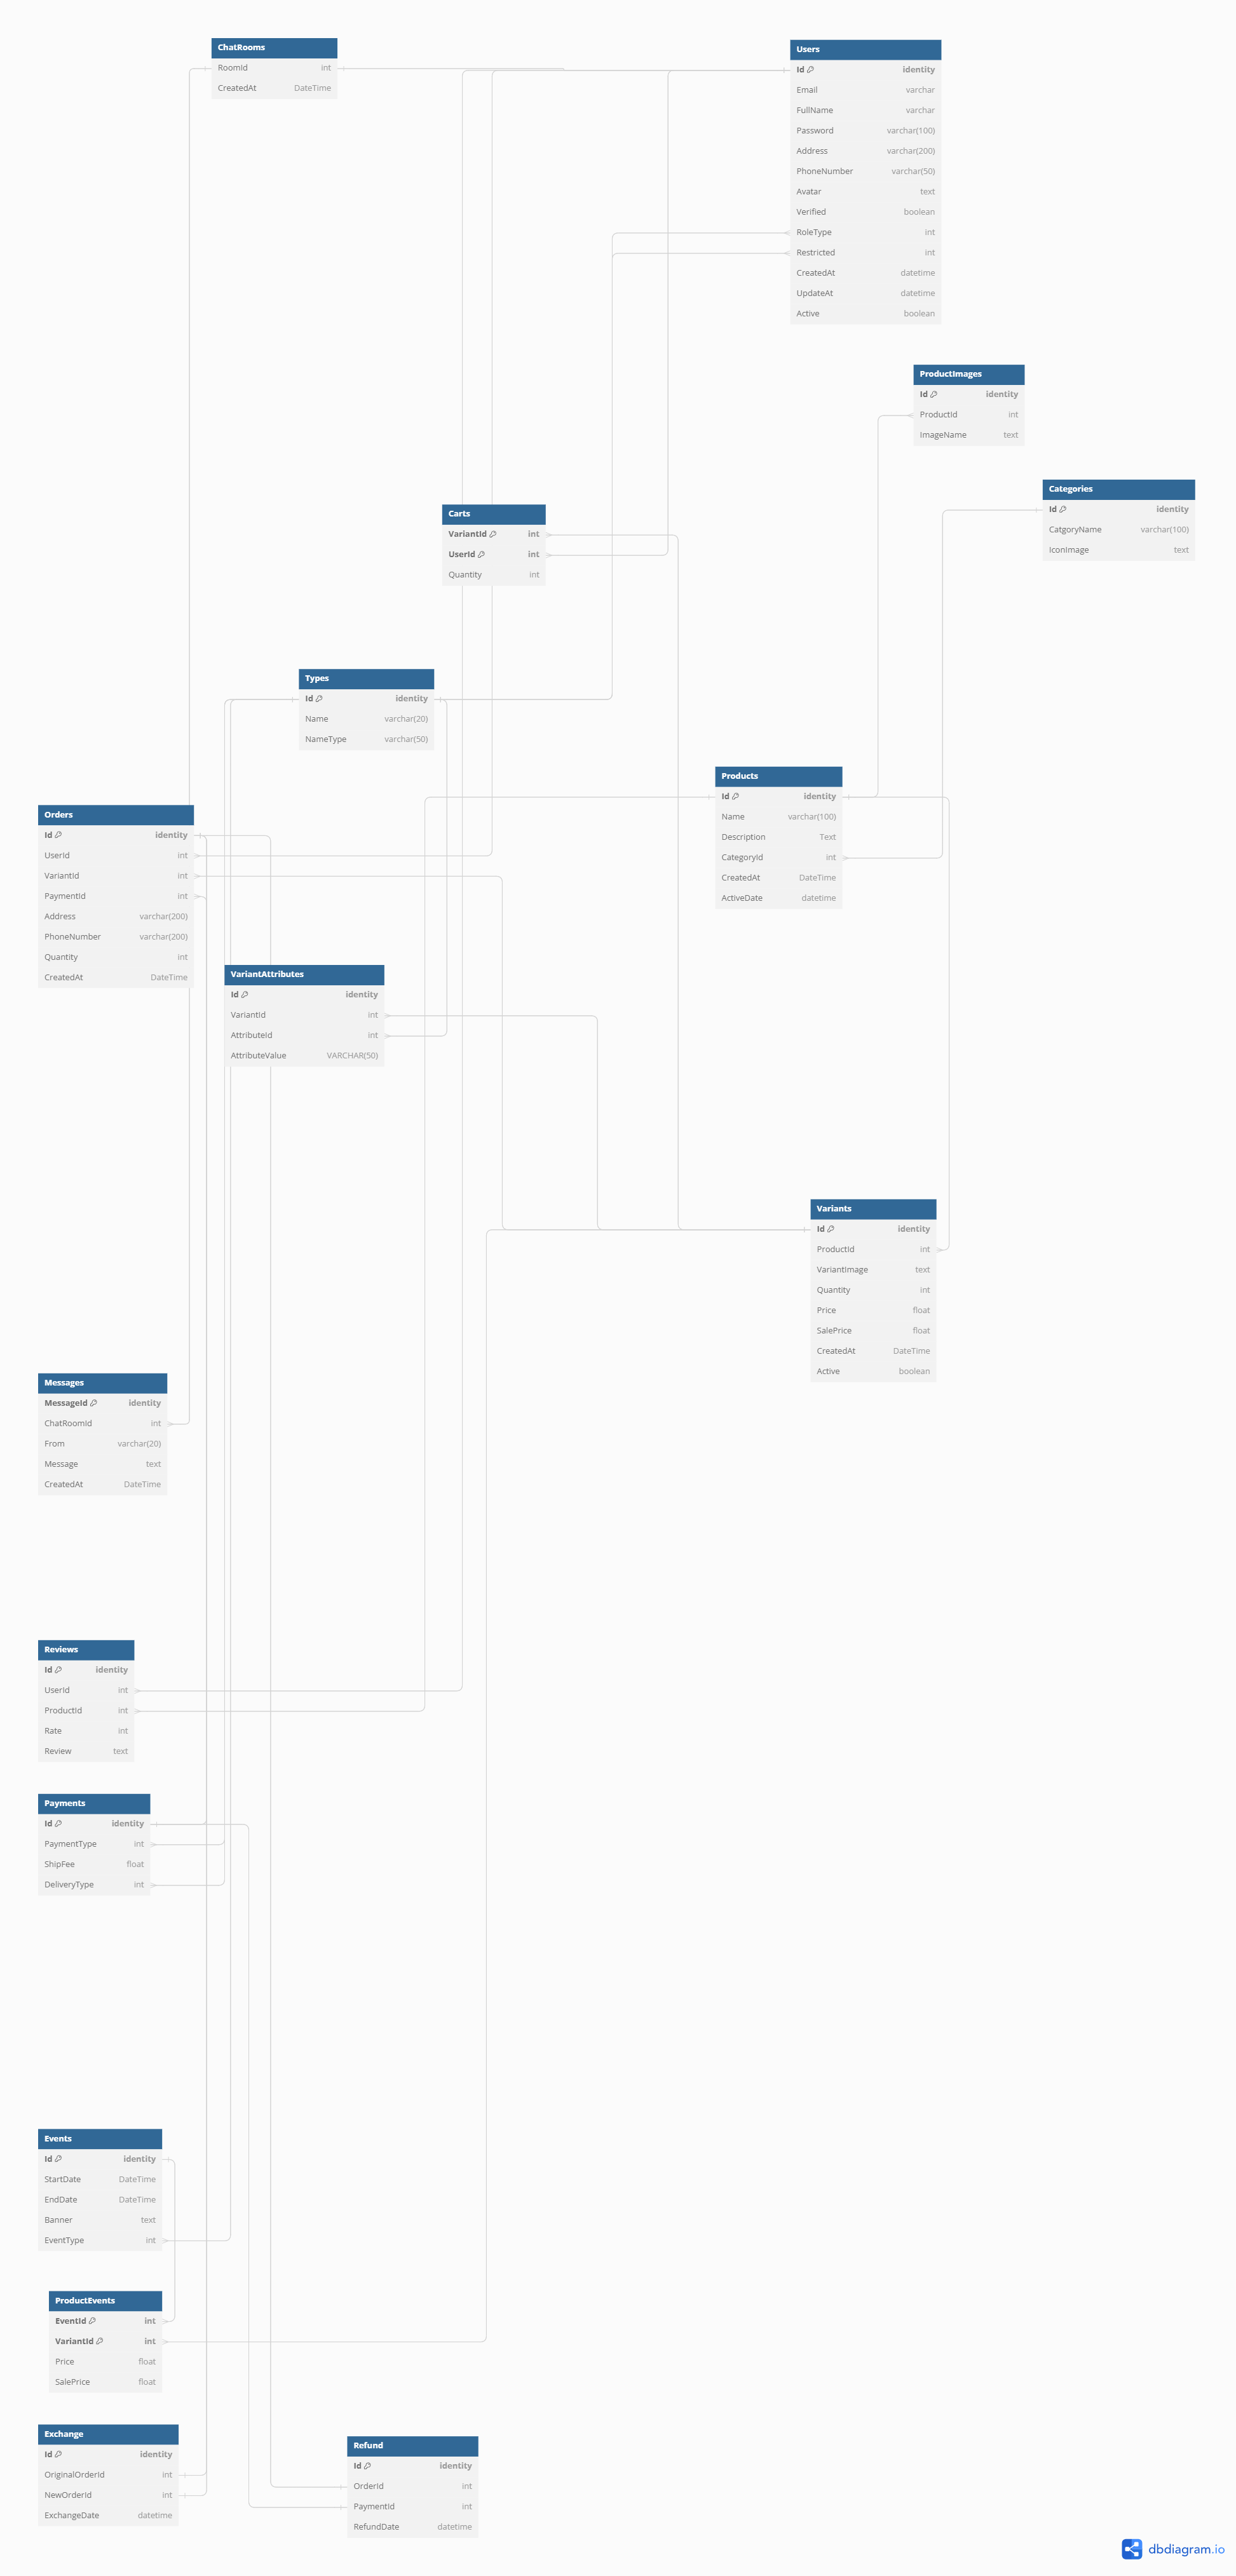 ChatRooms
RoomId int
CreatedAt DateTime
Users
Id identity
Email varchar
FullName varchar
Password varchar(100)
Address varchar(200)
PhoneNumber varchar(50)
Avatar text
Verified boolean
RoleType int
Restricted int
CreatedAt datetime
UpdateAt datetime
Active boolean
ProductImages
Id identity
ProductId int
ImageName text
Categories
Id identity
CatgoryName varchar(100)
IconImage text
Carts
VariantId int
UserId int
Quantity int
Types
Id identity
Name varchar(20)
NameType varchar(50)
Products
Id identity
Name varchar(100)
Description Text
CategoryId int
CreatedAt DateTime
ActiveDate datetime
Orders
Id identity
UserId int
VariantId int
PaymentId int
Address varchar(200)
PhoneNumber varchar(200)
Quantity int
CreatedAt DateTime
VariantAttributes
Id identity
VariantId int
AttributeId int
AttributeValue VARCHAR(50)
Variants
Id identity
ProductId int
VariantImage text
Quantity int
Price float
SalePrice float
CreatedAt DateTime
Active boolean
Messages
MessageId identity
ChatRoomId int
From varchar(20)
Message text
CreatedAt DateTime
Reviews
Id identity
UserId int
ProductId int
Rate int
Review text
Payments
Id identity
PaymentType int
ShipFee float
DeliveryType int
Events
Id identity
StartDate DateTime
EndDate DateTime
Banner text
EventType int
ProductEvents
EventId int
VariantId int
Price float
SalePrice float
Exchange
Id identity
OriginalOrderId int
NewOrderId int
ExchangeDate datetime
Refund
Id identity
OrderId int
PaymentId int
RefundDate datetime
dbdiagram.io